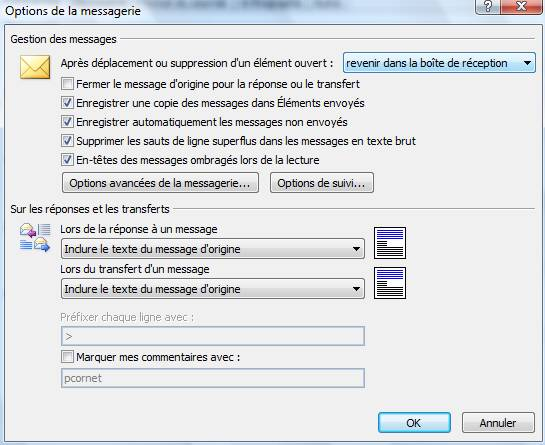 Options de la messagerie
?
Gestion des messages
Après déplacement ou suppression d'un élément ouvert : revenir dans la boîte de réception
Fermer le message d'origine pour la réponse ou le transfert
Enregistrer une copie des messages dans Éléments envoyés
Enregistrer automatiquement les messages non envoyés
Supprimer les sauts de ligne superflus dans les messages en texte brut
En-têtes des messages ombragés lors de la lecture
Options avancées de la messagerie... Options de suivi...
Sur les réponses et les transferts
Lors de la réponse à un message
Inclure le texte du message d'origine
Lors du transfert d'un message
Inclure le texte du message d'origine
Préfixer chaque ligne avec :
>
Marquer mes commentaires avec :
pcornet
OK Annuler